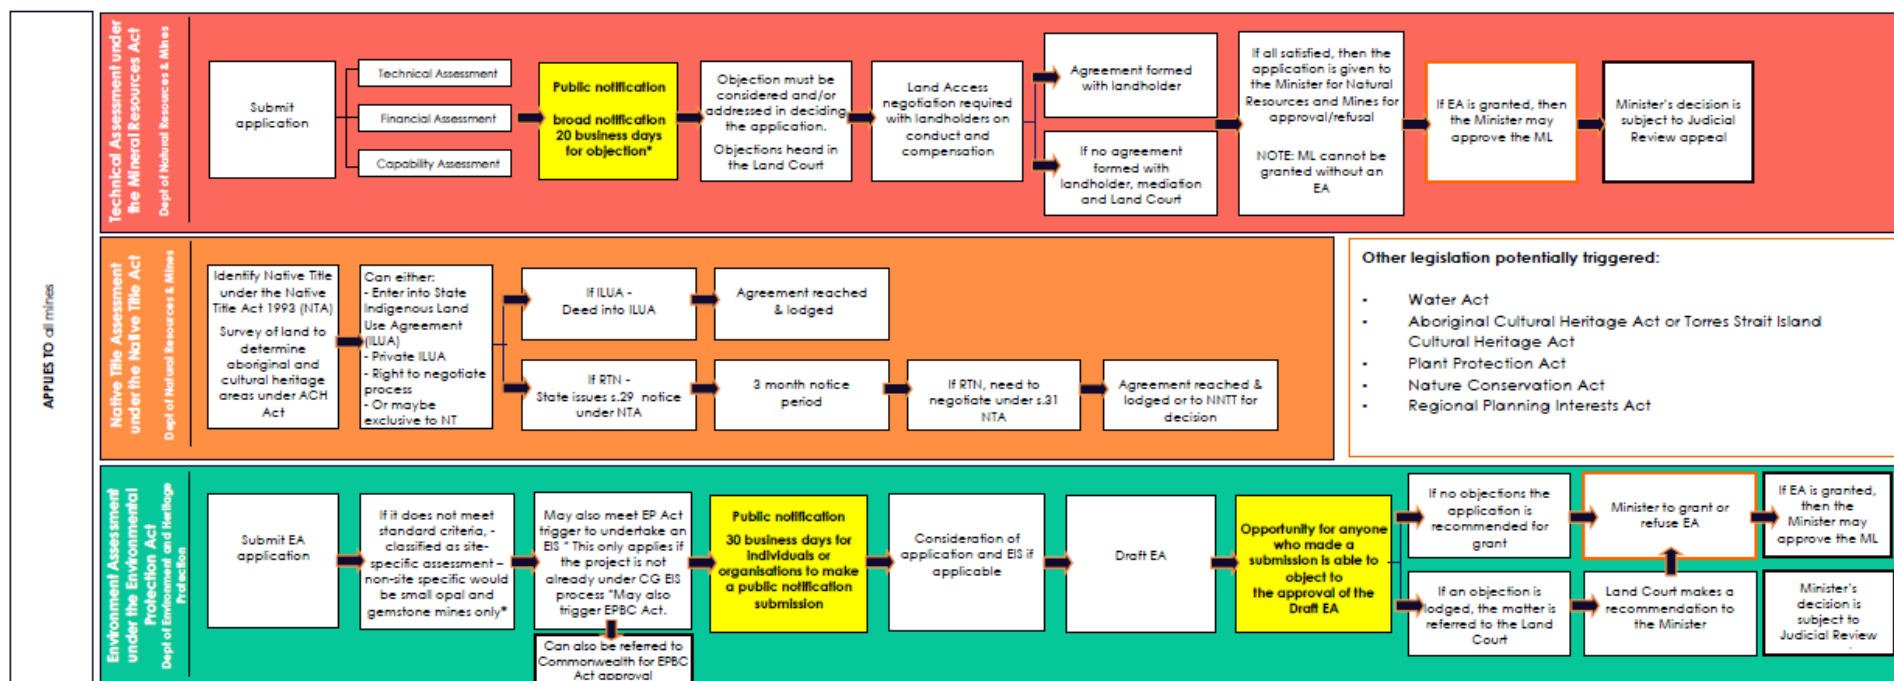 APPLIES TO all mines
Technical Assessment under
the Mineral Resources Act
Dept of Natural Resources & Mines
Submit
application
Technical Assessment
Financial Assessment
Capability Assessment
Public notification
broad notification
20 business days
for objection*
Objection must be
considered and/or
addressed in deciding
the application.
Objections heard in
the Land Court
Land Access
negotiation required
with landholders on
conduct and
compensation
Agreement formed
with landholder
If no agreement
formed with
landholder, mediation
and Land Court
If all satisfied, then the
application is given to
the Minister for Natural
Resources and Mines for
approval/refusal
NOTE: ML cannot be
granted without an
EA
If EA is granted, then
the Minister may
approve the ML
Minister's decision is
subject to Judicial
Review appeal
Native Title Assessment
under the Native Title Act
Dept of Natural Resources & Mines
Identify Native Title
under the Native
Title Act 1993 (NTA)
Survey of land to
determine
aboriginal and
cultural heritage
areas under ACH
Act
Can either:
- Enter into State
Indigenous Land
Use Agreement
(ILUA)
- Private ILUA
- Right to negotiate
process
- Or maybe
exclusive to NT
If ILUA -
Deed into ILUA
Agreement reached
& lodged
If RTN -
State issues s.29 notice
under NTA
3 month notice
period
If RTN, need to
negotiate under s.31
NTA
Agreement reached &
lodged or to NNTT for
decision
Other legislation potentially triggered:
• Water Act
• Aboriginal Cultural Heritage Act or Torres Strait Island
Cultural Heritage Act
• Plant Protection Act
• Nature Conservation Act
• Regional Planning Interests Act
Environment Assessment
under the Environmental
Protection Act
Dept of Environment and Heritage
Protection
Submit EA
application
If it does not meet
standard criteria, -
classified as site-
specific assessment –
non-site specific would
be small opal and
gemstone mines only*
May also meet EP Act
trigger to undertake an
EIS * This only applies if
the project is not
already under CG EIS
process *May also
trigger EPBC Act.
Can also be referred to
Commonwealth for EPBC
Act approval
Public notification
30 business days for
individuals or
organisations to make
a public notification
submission
Consideration of
application and EIS if
applicable
Draft EA
Opportunity for anyone
who made a
submission is able to
object to
the approval of the
Draft EA
If no objections the
application is
recommended for
grant
If an objection is
lodged, the matter is
referred to the Land
Court
Minister to grant or
refuse EA
Land Court makes a
recommendation to
the Minister
If EA is granted,
then the
Minister may
approve the ML
Minister's
decision is
subject to
Judicial Review